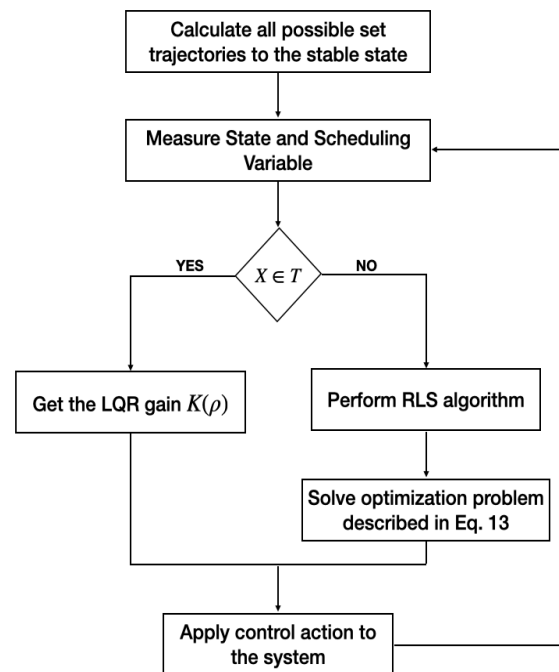 Calculate all possible set
trajectories to the stable state
Measure State and Scheduling
Variable
YES
X ∈ T
NO
Get the LQR gain K(ρ)
Perform RLS algorithm
Solve optimization problem
described in Eq. 13
Apply control action to
the system